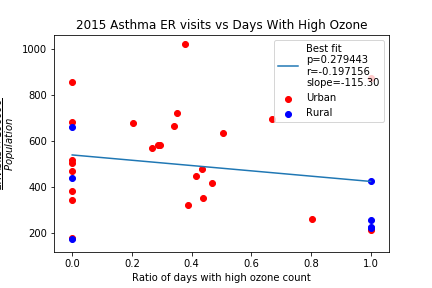 2015 Asthma ER visits vs Days With High Ozone
Population
1000
800
600
400
200
0.0 0.2 0.4 0.6 0.8 1.0
Ratio of days with high ozone count
Best fit
p=0.279443
r=-0.197156
slope=-115.30
Urban
Rural